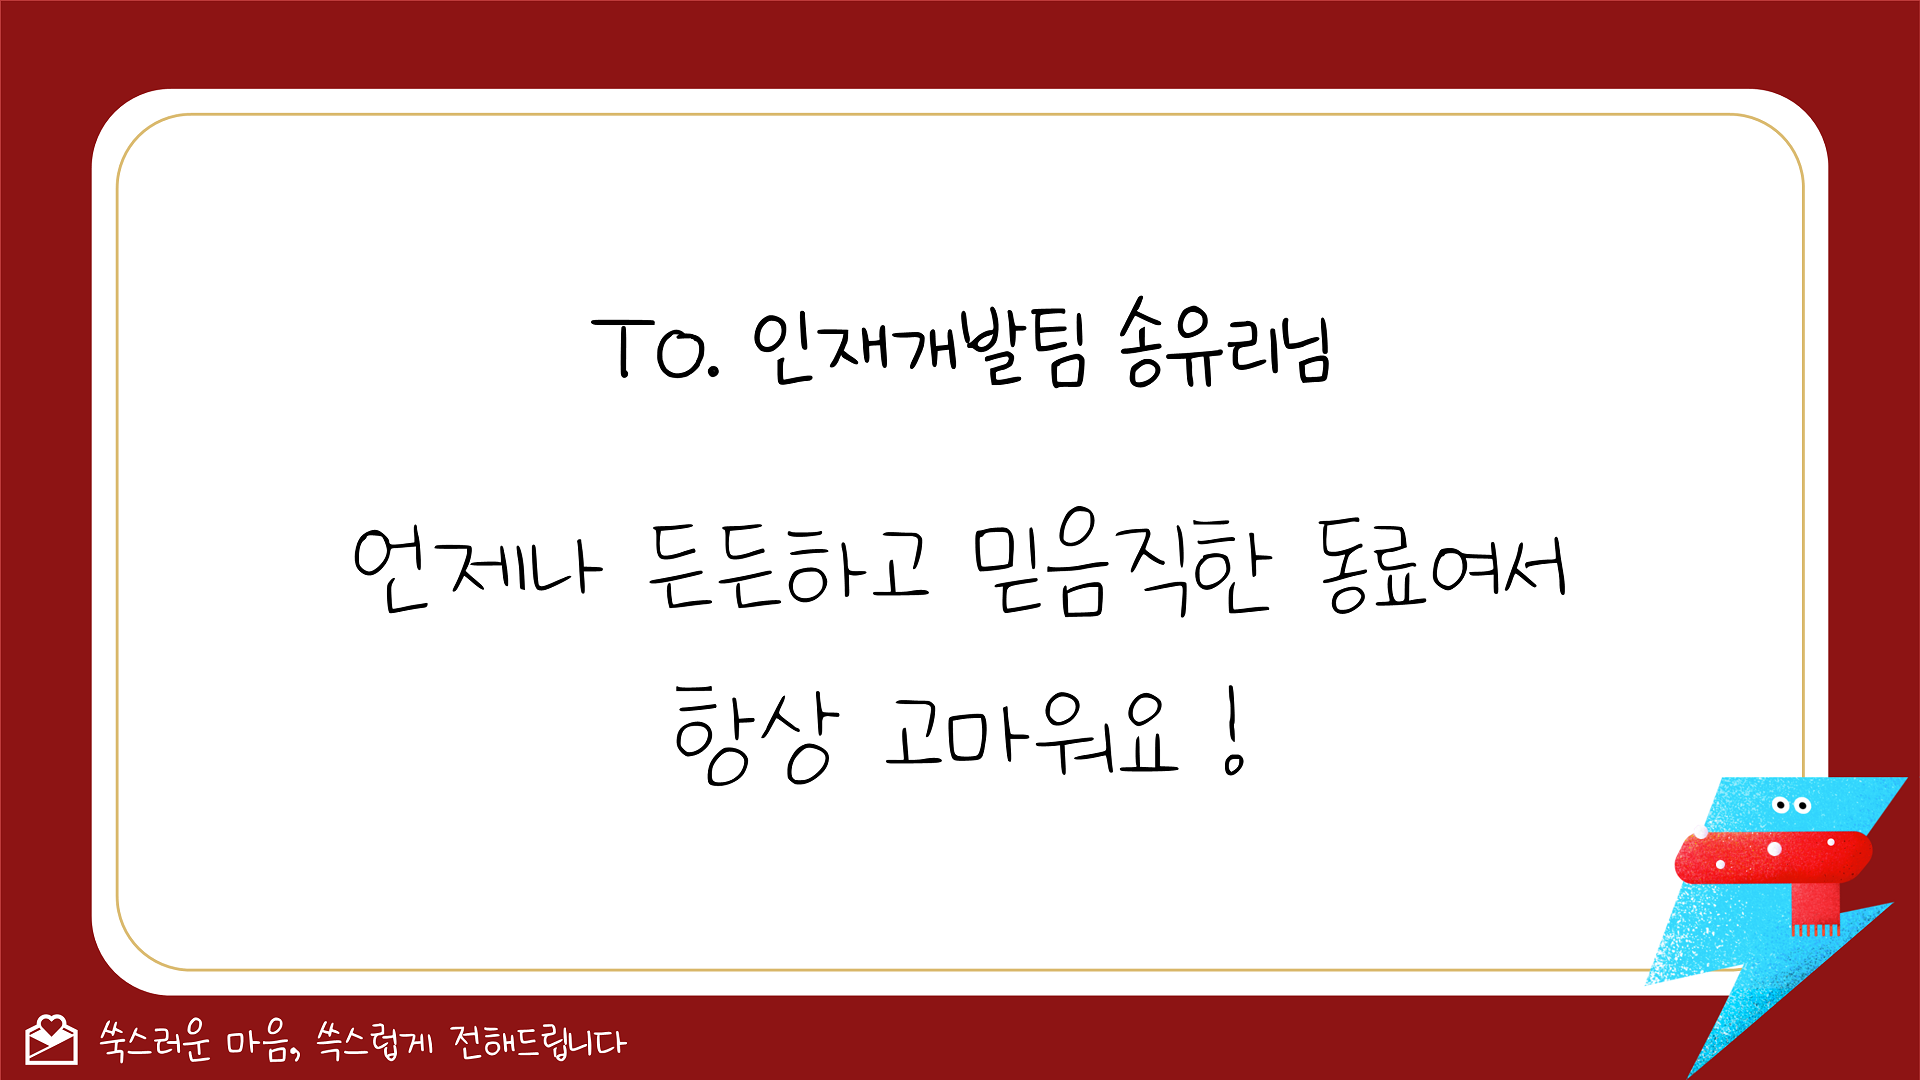 To. 인재개발팀 송유리님
언제나 든든하고 믿음직한 동료여서
항상 고마워요 !
쑥스러운 마음, 쓱스럽게 전해드립니다